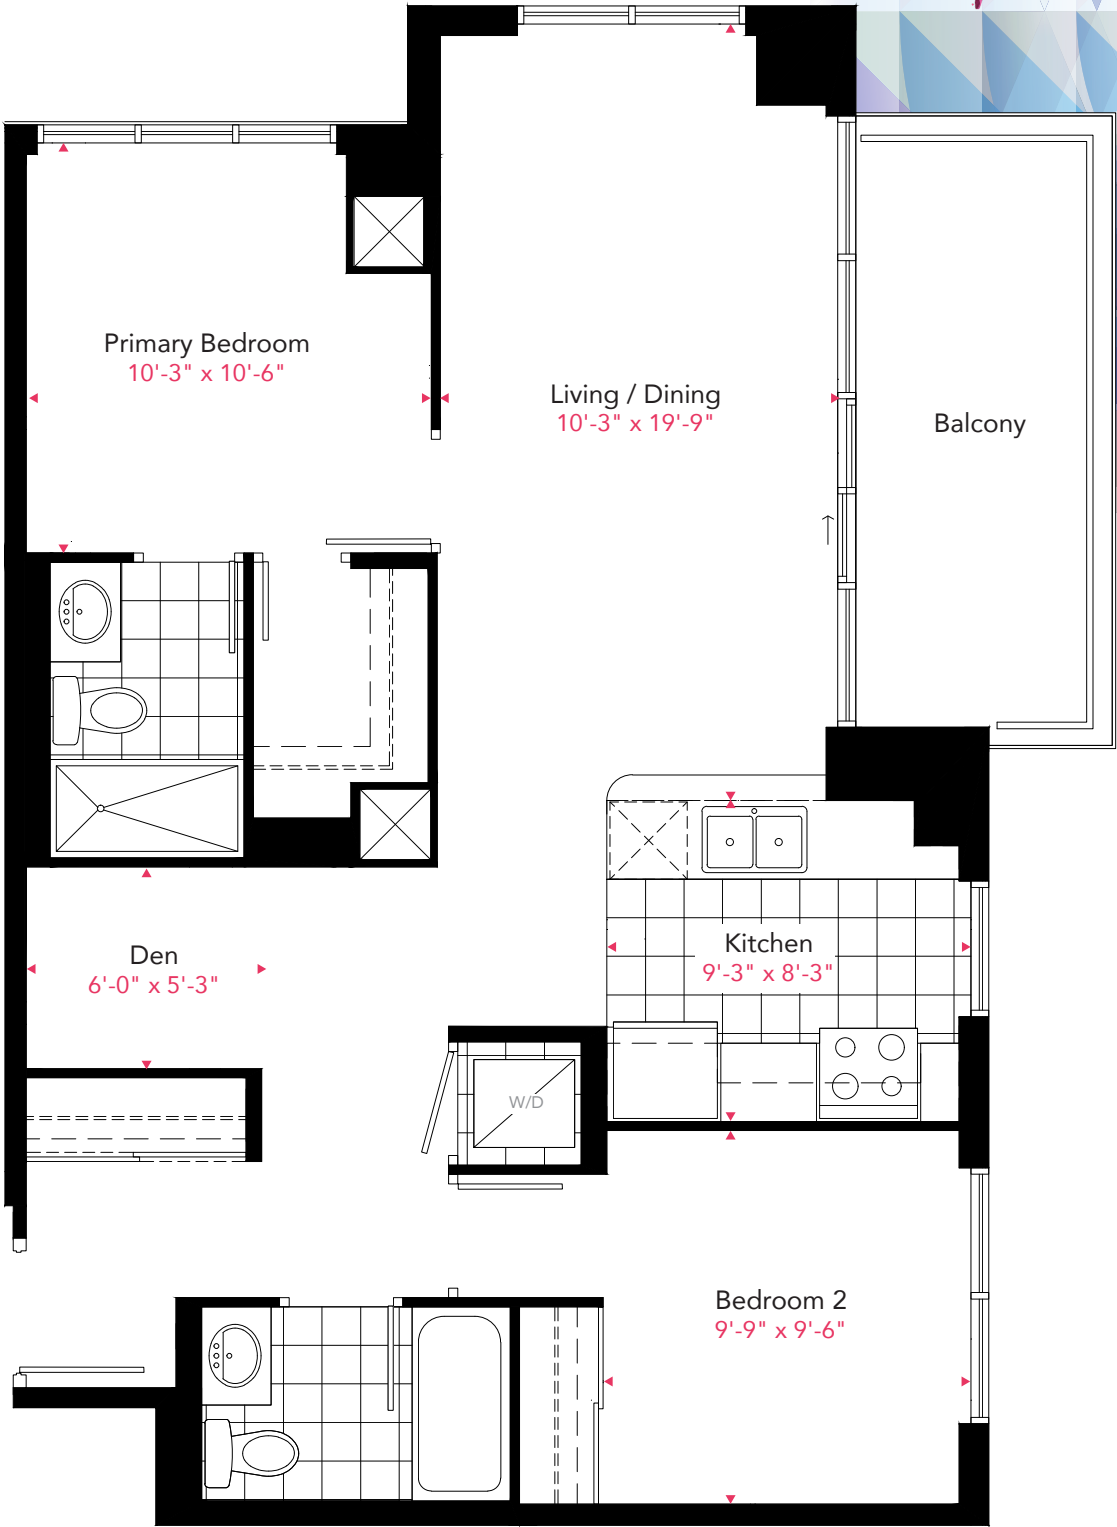 Primary Bedroom
10'-3" x 10'-6"
Living / Dining
10'-3" x 19'-9"
Balcony
Kitchen
9'-3" x 8'-3"
Den
6'-0" x 5'-3"
W/D
Bedroom 2
9'-9" x 9'-6"